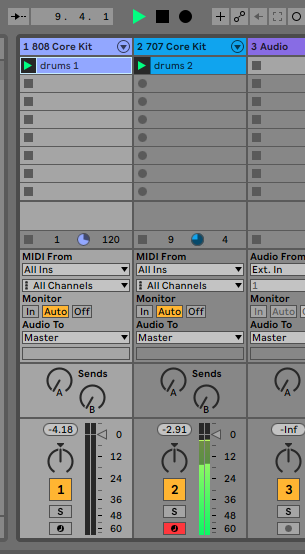 9. 4. 1
1 808 Core Kit
2 707 Core Kit
3 Audio
drums 1
drums 2
1
120
9
4
MIDI From
MIDI From
Audio From
All Ins
All Ins
Ext. In
All Channels
All Channels
1
Monitor
Monitor
Monitor
In
Auto
Off
In
Auto
Off
In
Auto
Audio To
Audio To
Audio To
Master
Master
Master
Sends
Sends
A
A
A
B
B
-4.18
-2.91
-Inf
0
0
12
12
24
24
36
36
48
48
60
60
1
2
3
S
S
S